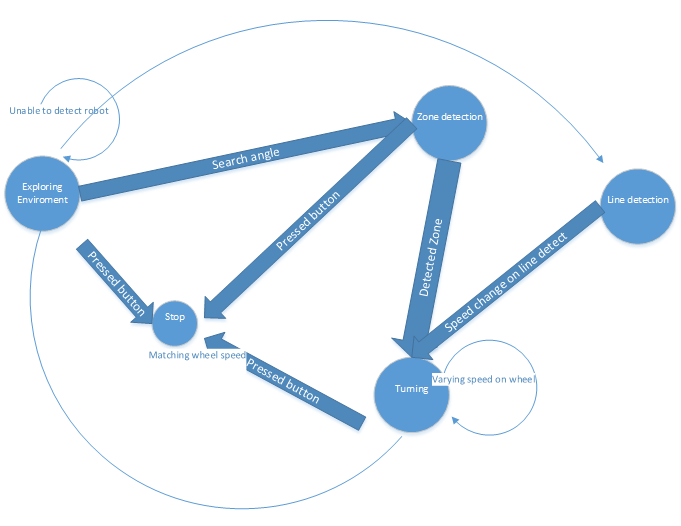 Unable to detect robot
Zone detection
Search angle
Exploring
Enviroment
Line detection
Pressed button
Detected Zone
Speed change on line detect
Pressed button
Stop
Matching wheel speed
Pressed button
Turning
Varying speed on wheel